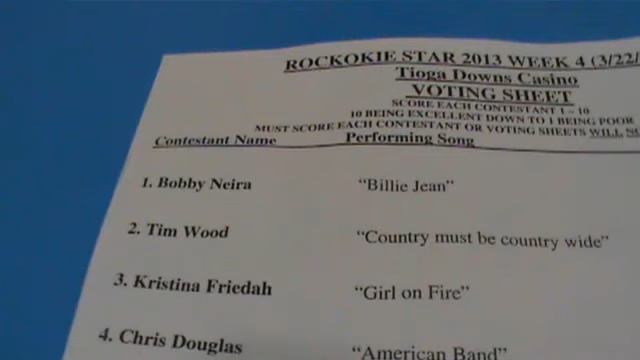 ROCKOKIE STAR 2013 WEEK 4 (3/22/
Tioga Downs Casino
VOTING SHEET
SCORE EACH CONTESTANT 1 – 10
10 BEING EXCELLENT DOWN TO 1 BEING POOR
MUST SCORE EACH CONTESTANT OR VOTING SHEETS WILL NO
Contestant Name Performing Song
1. Bobby Neira “Billie Jean”
2. Tim Wood “Country must be country wide”
3. Kristina Friedah “Girl on Fire”
4. Chris Douglas “American Band”